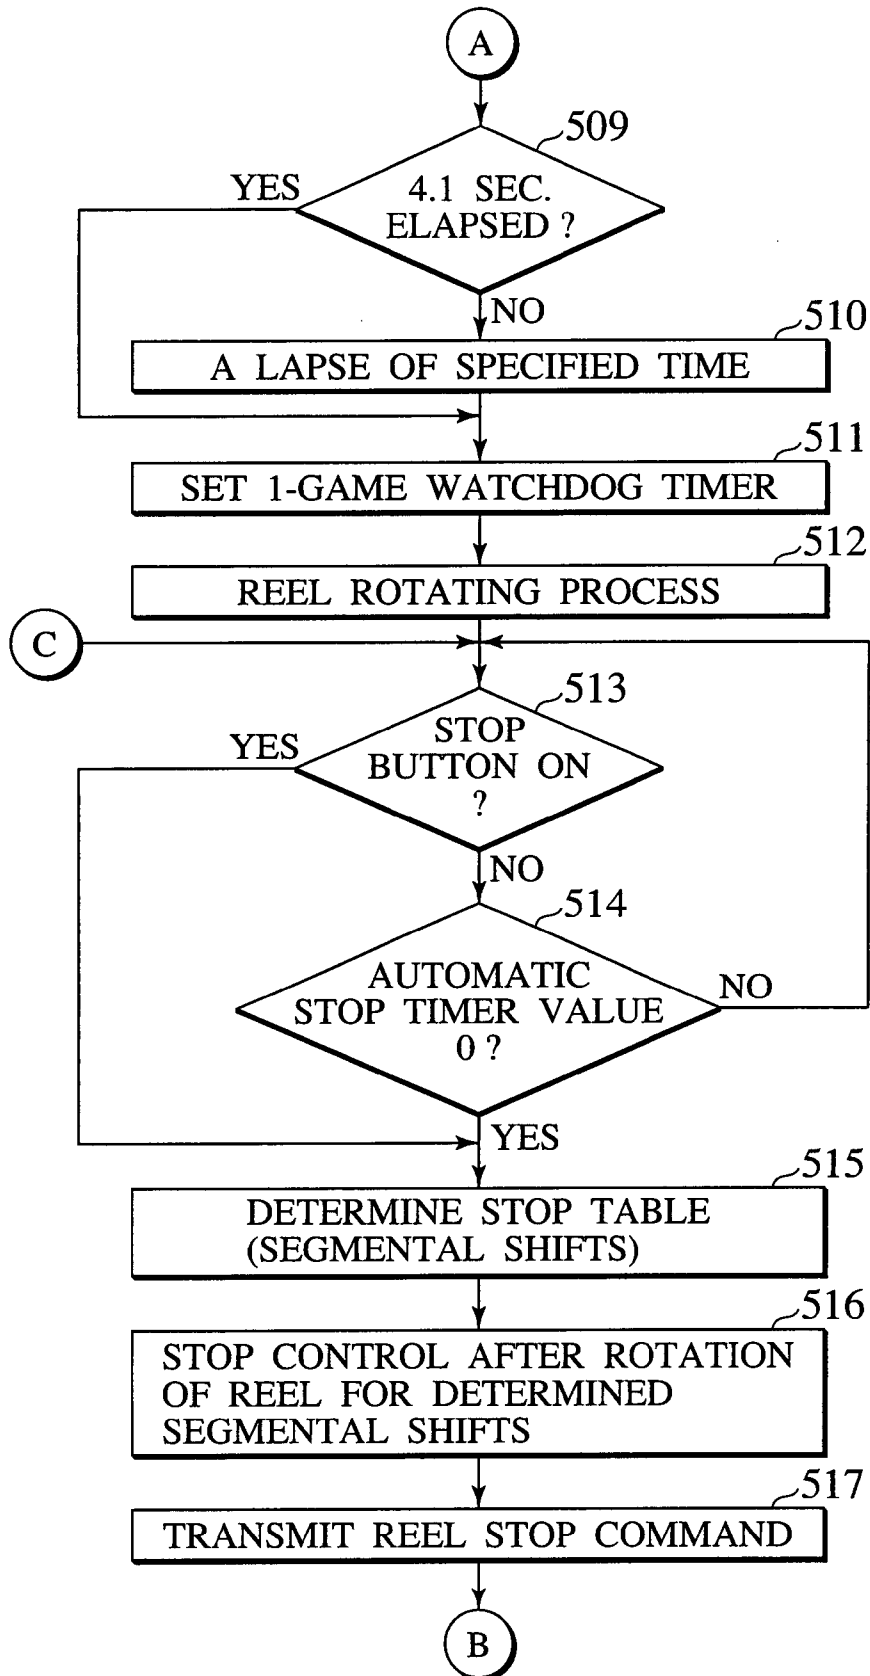 A
509
YES
4.1 SEC.
ELAPSED ?
NO
510
A LAPSE OF SPECIFIED TIME
511
SET 1-GAME WATCHDOG TIMER
512
REEL ROTATING PROCESS
C
513
YES
STOP
BUTTON ON
?
NO
514
AUTOMATIC
STOP TIMER VALUE
0 ?
NO
YES
515
DETERMINE STOP TABLE
(SEGMENTAL SHIFTS)
516
STOP CONTROL AFTER ROTATION
OF REEL FOR DETERMINED
SEGMENTAL SHIFTS
517
TRANSMIT REEL STOP COMMAND
B